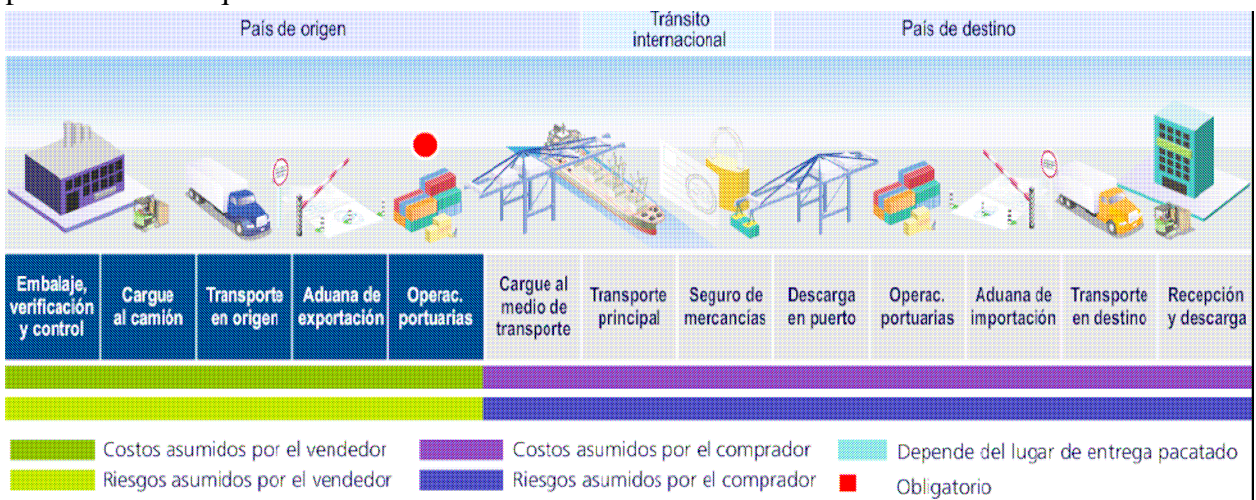 País de origen
Tránsito
internacional
País de destino
Embalaje,
verificación
y control
Cargue
al camión
Transporte
en origen
Aduana de
exportación
Operac.
portuarias
Cargue al
medio de
transporte
Transporte
principal
Seguro de
mercancías
Descarga
en puerto
Operac.
portuarias
Aduana de
importación
Transporte
en destino
Recepción
y descarga
Costos asumidos por el vendedor
Costos asumidos por el comprador
Depende del lugar de entrega pacatado
Riesgos asumidos por el vendedor
Riesgos asumidos por el comprador
Obligatorio